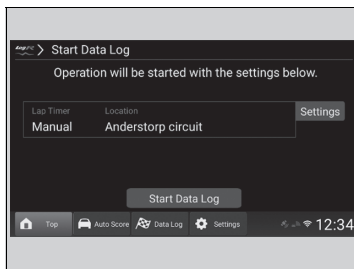 Start Data Log
Operation will be started with the settings below.
Lap Timer
Location
Settings
Manual
Anderstorp circuit
Start Data Log
Top
Auto Score
Data Log
Settings
12:34